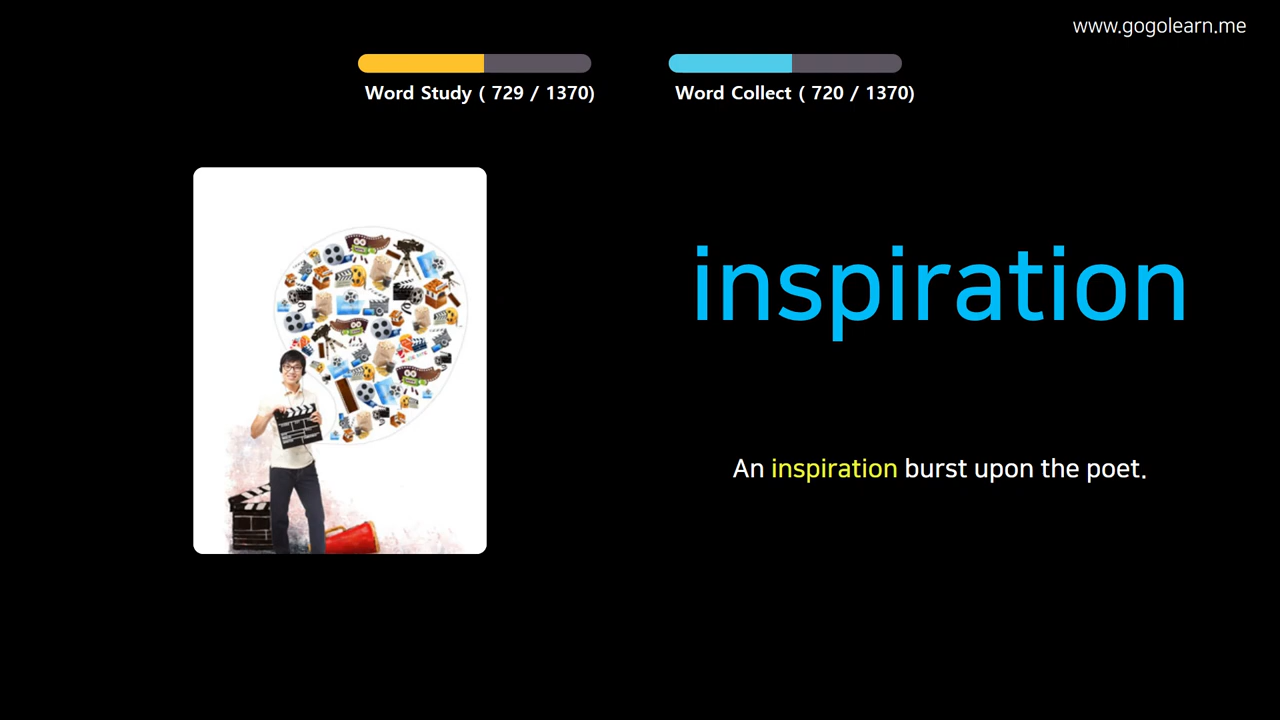 www.gogolearn.me
Word Study ( 729 / 1370)
Word Collect ( 720 / 1370)
inspiration
An inspiration burst upon the poet.